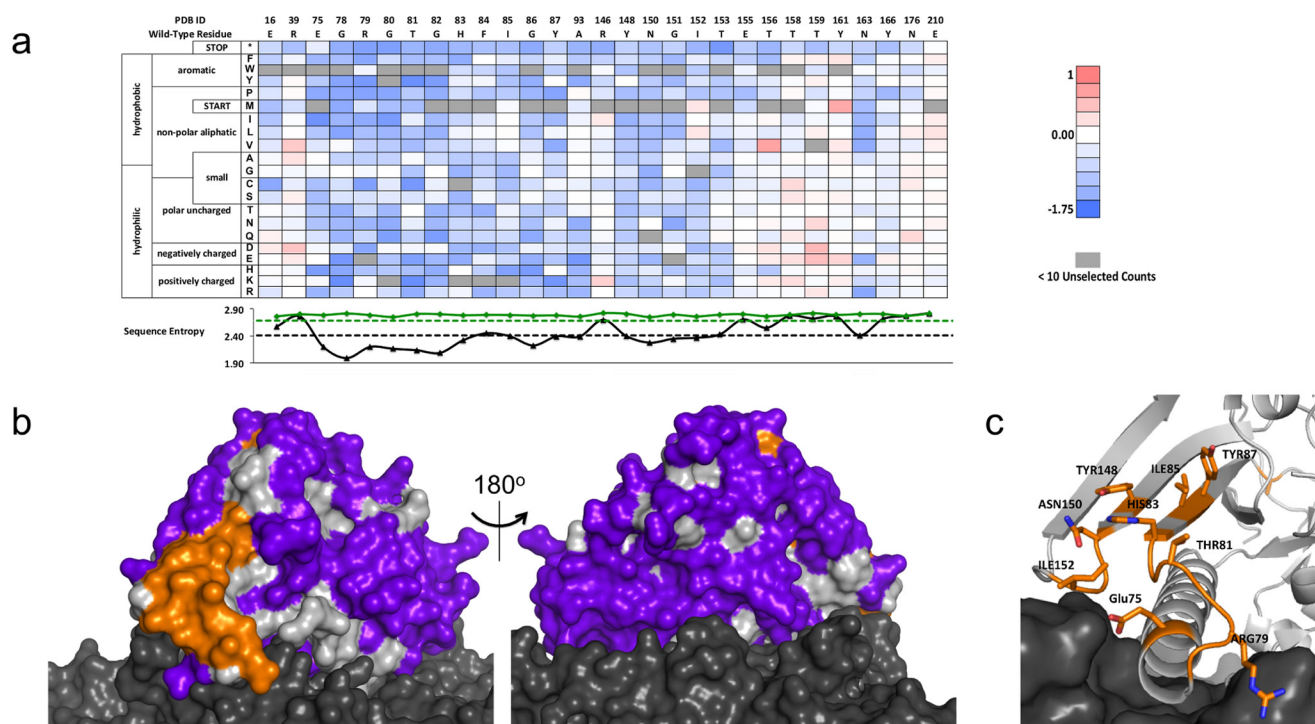 a
PDB ID 16 39 75 78 79 80 81 82 83 84 85 86 87 93 146 148 150 151 152 153 155 156 158 159 161 163 166 176 210
Wild-Type Residue E R E G R G T G H F I G Y A R Y N G I T E T T T Y N Y N E
STOP *
hydrophobic
aromatic
F
W
Y
non-polar aliphatic
P
START M
I
L
V
small
A
G
hydrophilic
polar uncharged
C
S
T
N
Q
negatively charged
D
E
positively charged
H
K
R
1
0.00
-1.75
< 10 Unselected Counts
Sequence Entropy
2.90
2.40
1.90
b
180o
c
TYR148
ILE85
TYR87
ASN150
HIS83
THR81
ILE152
Glu75
ARG79